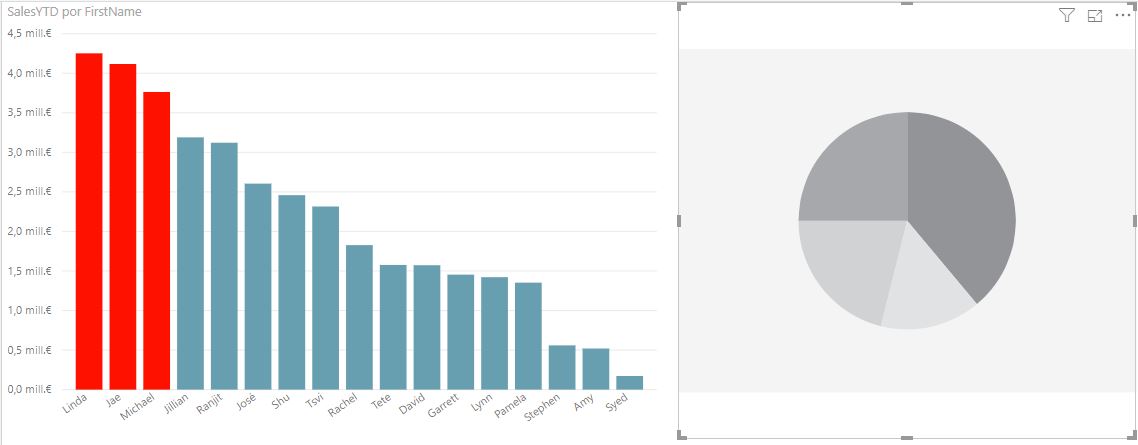 SalesYTD por FirstName
4,5 mill.€
4,0 mill.€
3,5 mill.€
3,0 mill.€
2,5 mill.€
2,0 mill.€
1,5 mill.€
1,0 mill.€
0,5 mill.€
0,0 mill.€
Linda
Jae
Michael
Jillian
Ranjit
José
Shu
Tsvi
Rachel
Tete
David
Garrett
Lynn
Pamela
Stephen
Amy
Syed